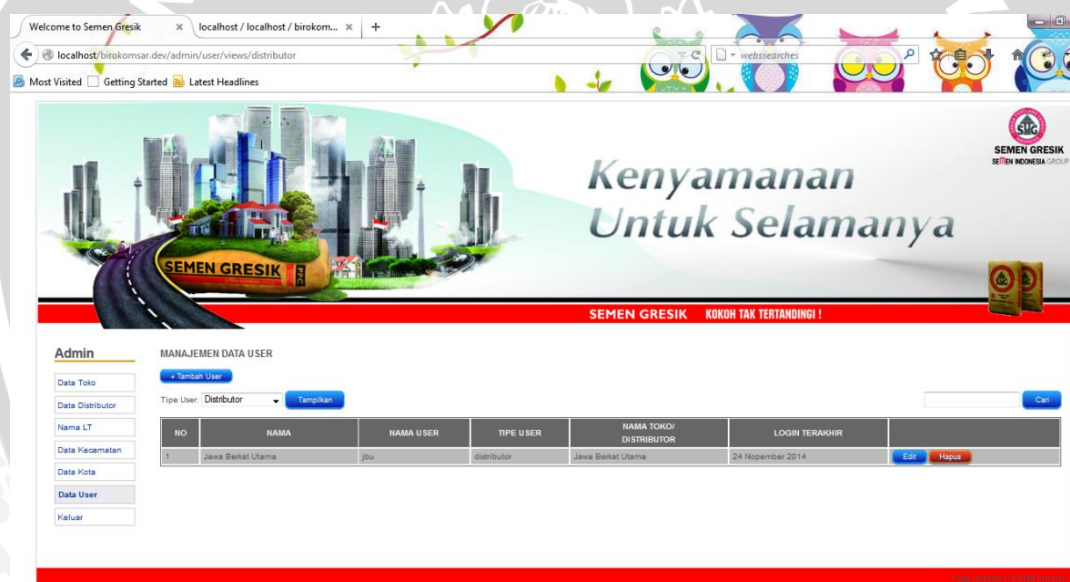 Welcome to Semen Gresik
localhost / localhost / birokom...
localhost/birokomsar.dev/admin/user/views/distributor
webssearches
Most Visited
Getting Started
Latest Headlines
Kenyamanan
Untuk Selamanya
SMG
SEMEN GRESIK
SEMEN INDONESIA GROUP
SEMEN GRESIK
PPC
SEMEN GRESIK KOKOH TAK TERTANDINGI !
Admin
Data Toko
Data Distributor
Nama LT
Data Kecamatan
Data Kota
Data User
Keluar
MANAJEMEN DATA USER
+ Tambah User
Tipe User: Distributor Tampilkan Cari
NO NAMA NAMA USER TIPE USER NAMA TOKO/ DISTRIBUTOR LOGIN TERAKHIR
1 Jawa Berkat Utama jbu distributor Jawa Berkat Utama 24 Nopember 2014 Edit Hapus